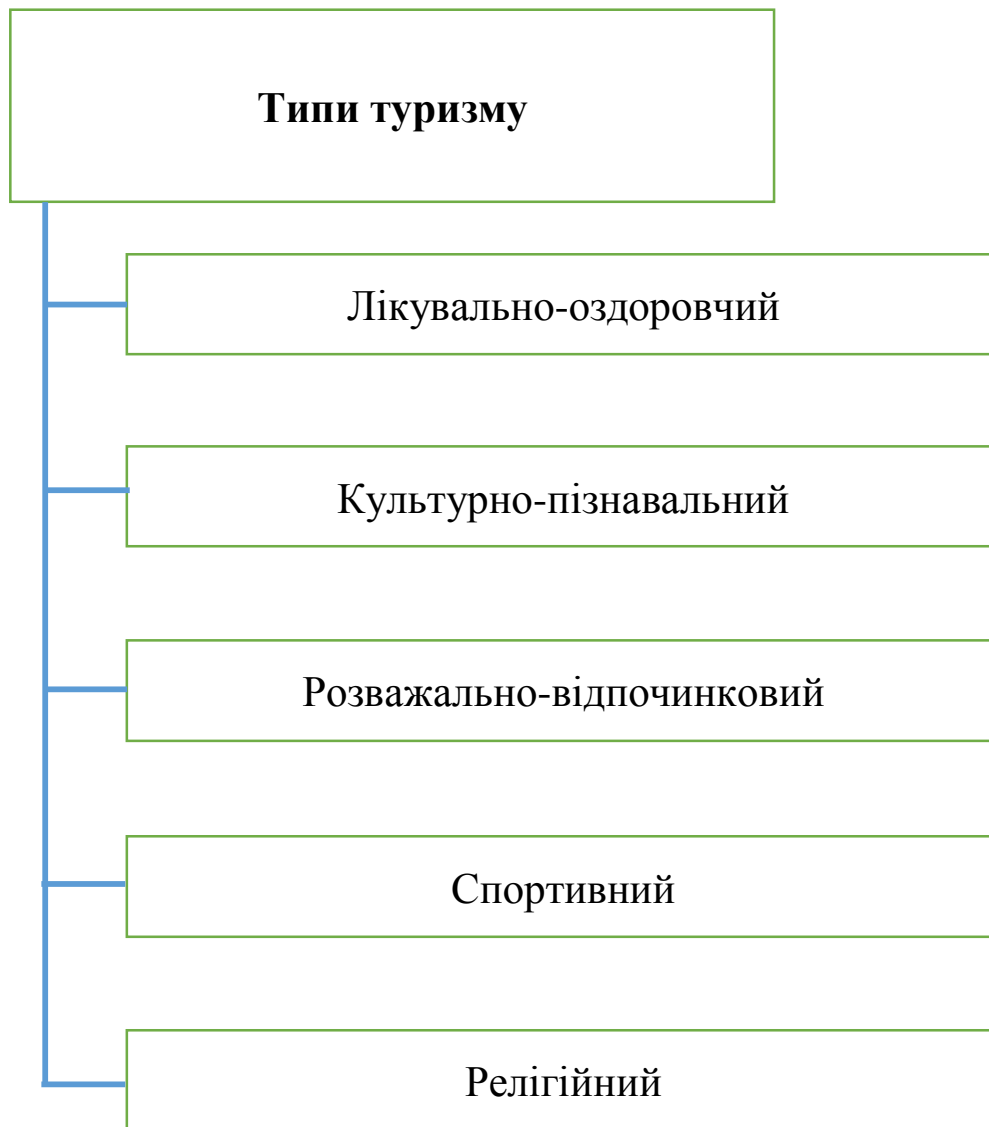 Типи туризму
Лікувально-оздоровчий
Культурно-пізнавальний
Розважально-відпочинковий
Спортивний
Релігійний